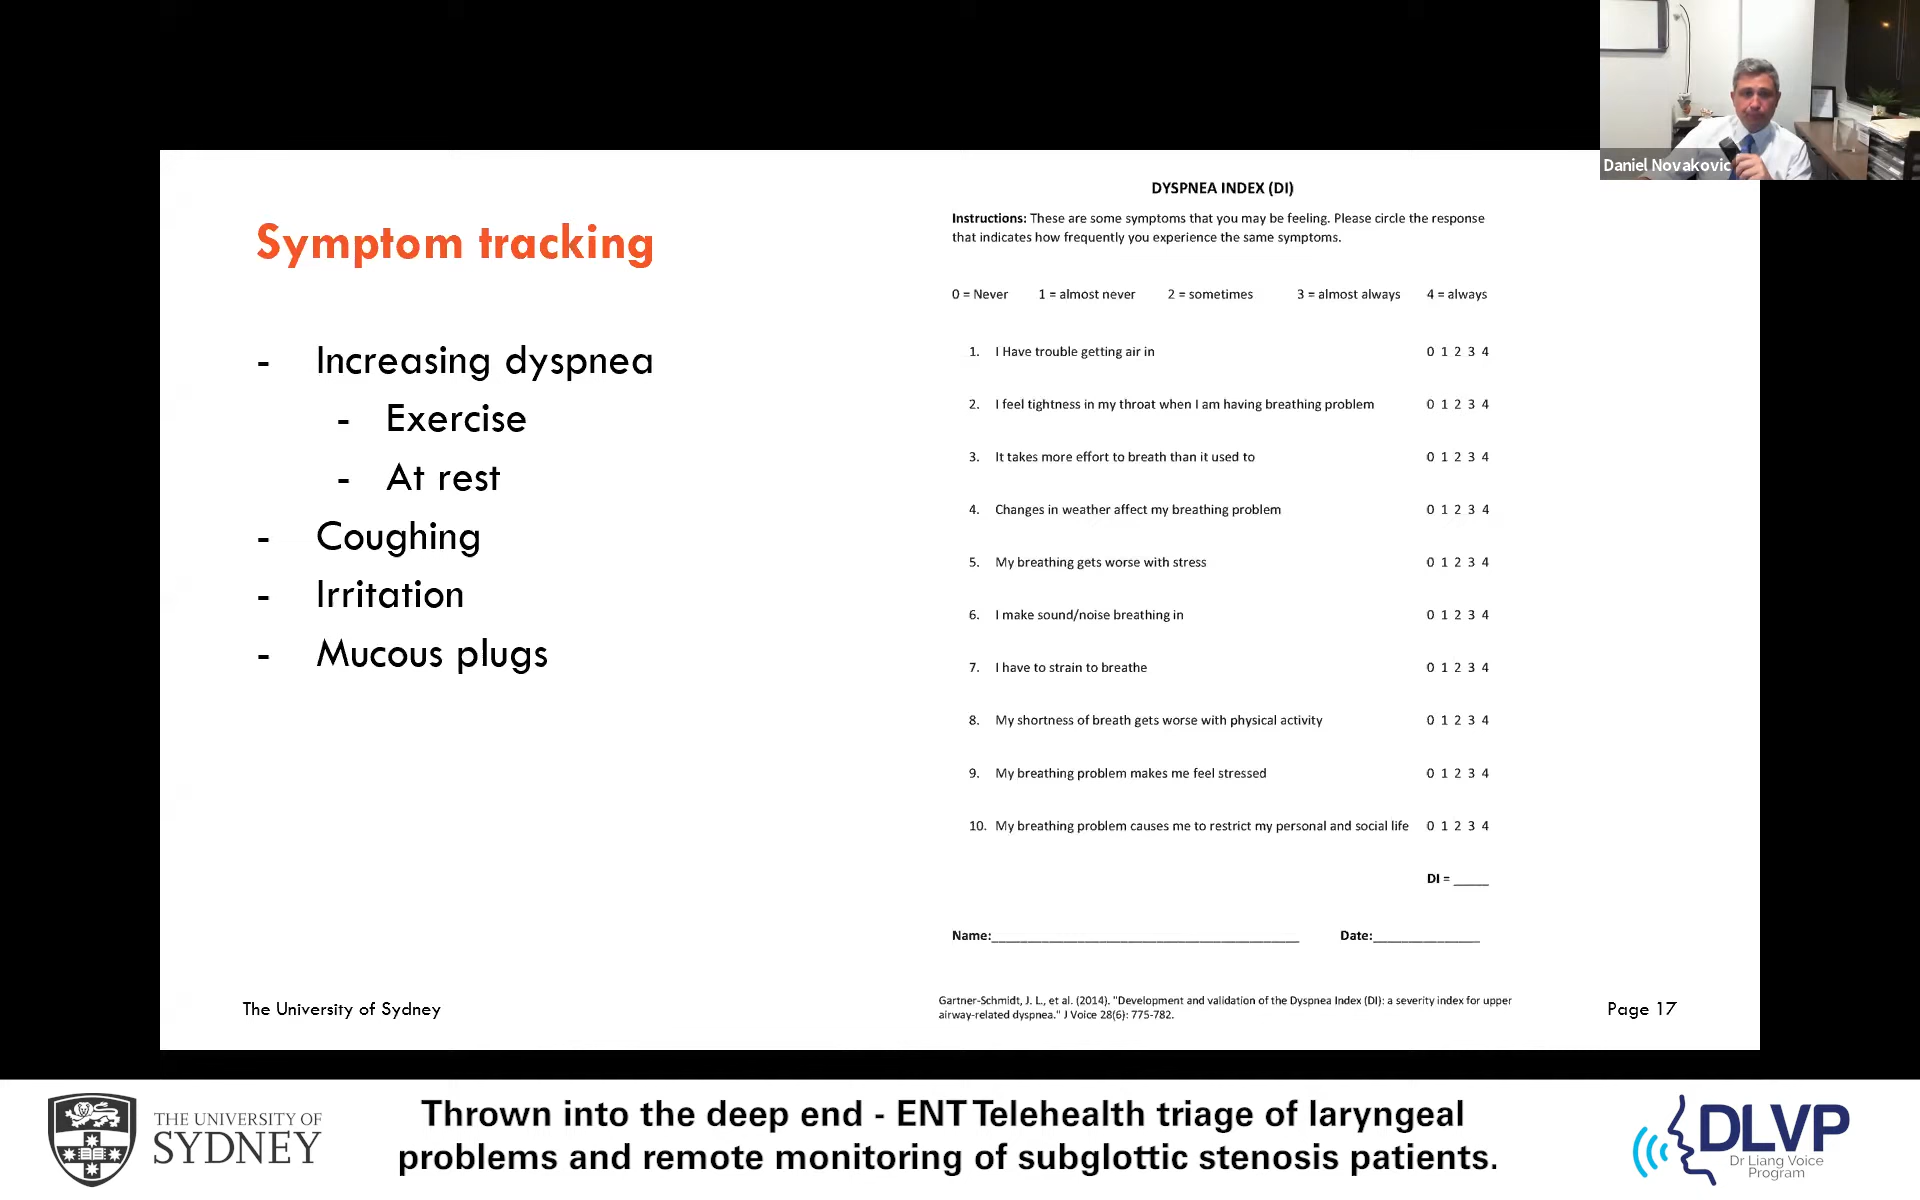 Daniel Novakovic
Symptom tracking
- Increasing dyspnea
- Exercise
- At rest
- Coughing
- Irritation
- Mucous plugs
DYSPNEA INDEX (DI)
Instructions: These are some symptoms that you may be feeling. Please circle the response
that indicates how frequently you experience the same symptoms.
0 = Never 1 = almost never 2 = sometimes 3 = almost always 4 = always
1. I Have trouble getting air in 0 1 2 3 4
2. I feel tightness in my throat when I am having breathing problem 0 1 2 3 4
3. It takes more effort to breath than it used to 0 1 2 3 4
4. Changes in weather affect my breathing problem 0 1 2 3 4
5. My breathing gets worse with stress 0 1 2 3 4
6. I make sound/noise breathing in 0 1 2 3 4
7. I have to strain to breathe 0 1 2 3 4
8. My shortness of breath gets worse with physical activity 0 1 2 3 4
9. My breathing problem makes me feel stressed 0 1 2 3 4
10. My breathing problem causes me to restrict my personal and social life 0 1 2 3 4
DI = _____
Name:____________________________________________ Date:_______________
Gartner-Schmidt, J. L., et al. (2014). "Development and validation of the Dyspnea Index (DI): a severity index for upper
airway-related dyspnea." J Voice 28(6): 775-782.
The University of Sydney
Page 17
THE UNIVERSITY OF
SYDNEY
Thrown into the deep end - ENT Telehealth triage of laryngeal
problems and remote monitoring of subglottic stenosis patients.
DLVP
Dr Liang Voice
Program